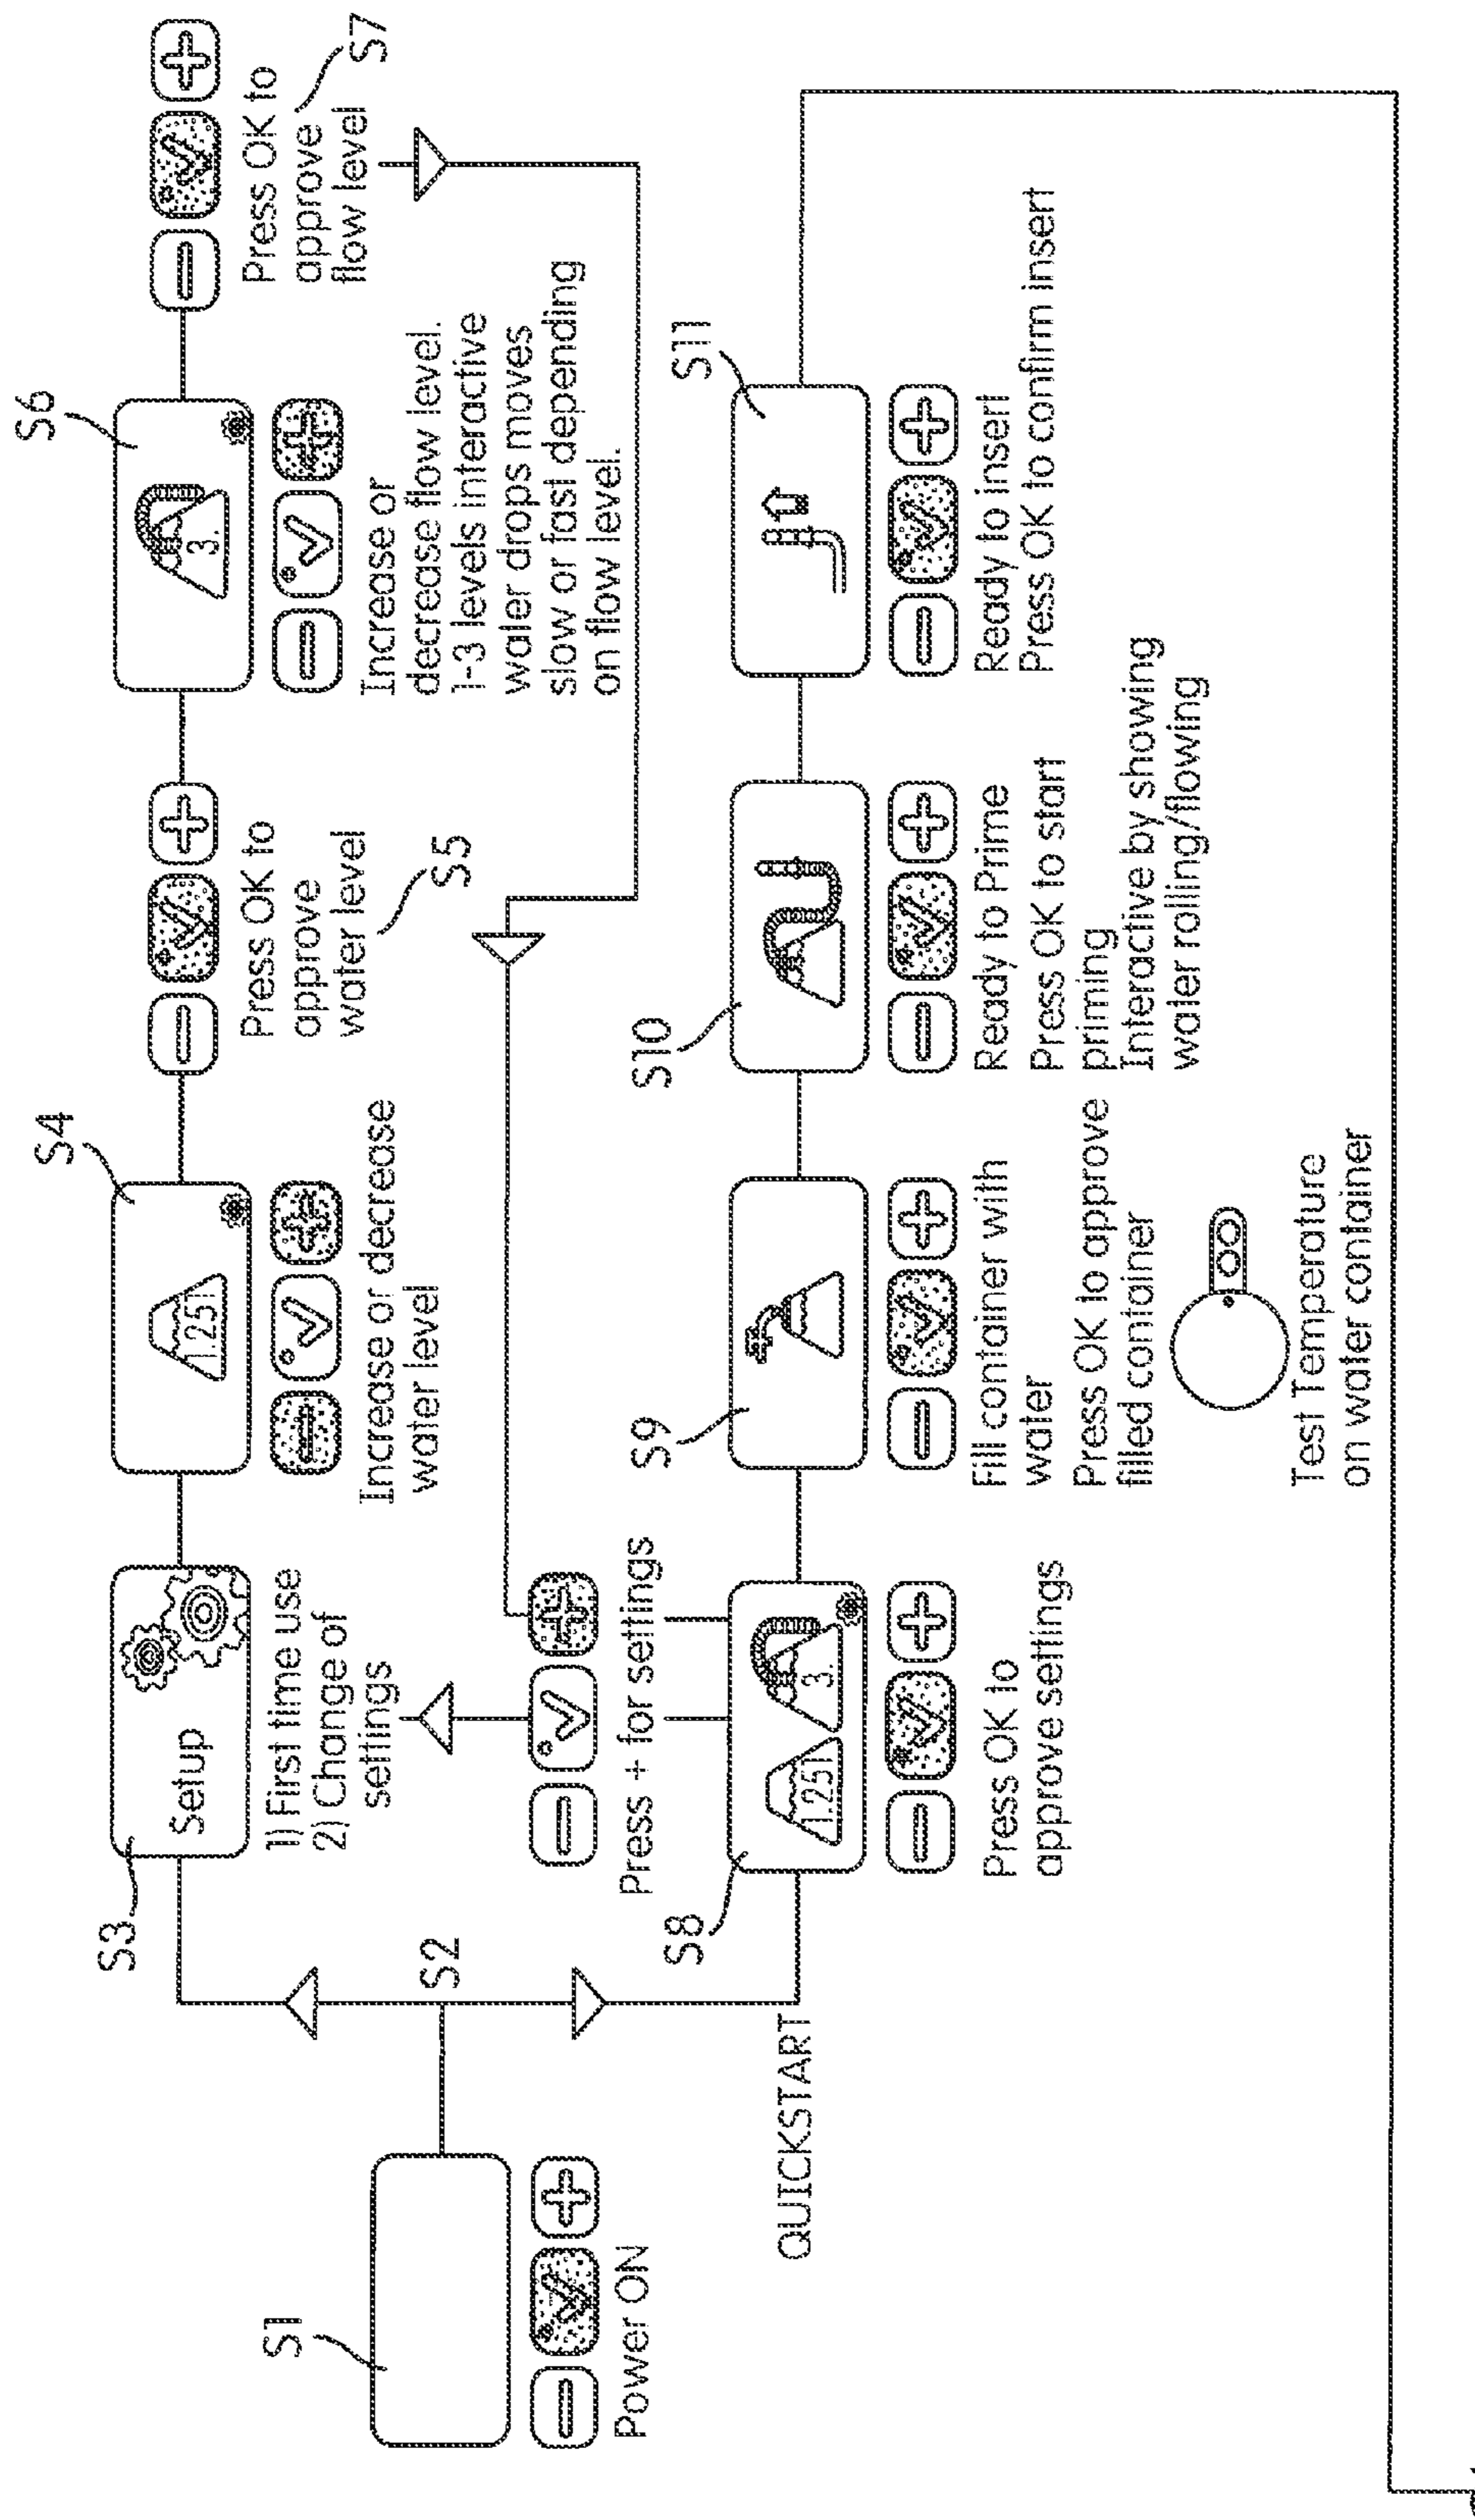 S1
Power ON
S2
QUICKSTART
S3
Setup
1) First time use
2) Change of
settings
S4
1.25l
Increase or decrease
water level
Press OK to
approve
water level
S5
S6
3.
Increase or
decrease flow level.
1-3 levels interactive
waler drops moves
slow or fast depending
on flow level.
Press OK to
approve
flow level
S7
Press + for settings
S8
1.25l
3.
Press OK to
approve settings
S9
Fill container with
water
Press OK to approve
filled container
Test Temperature
on water container
S10
Ready to Prime
Press OK to start
priming
Interactive by showing
water rolling/flowing
S11
Ready to insert
Press OK to confirm insert